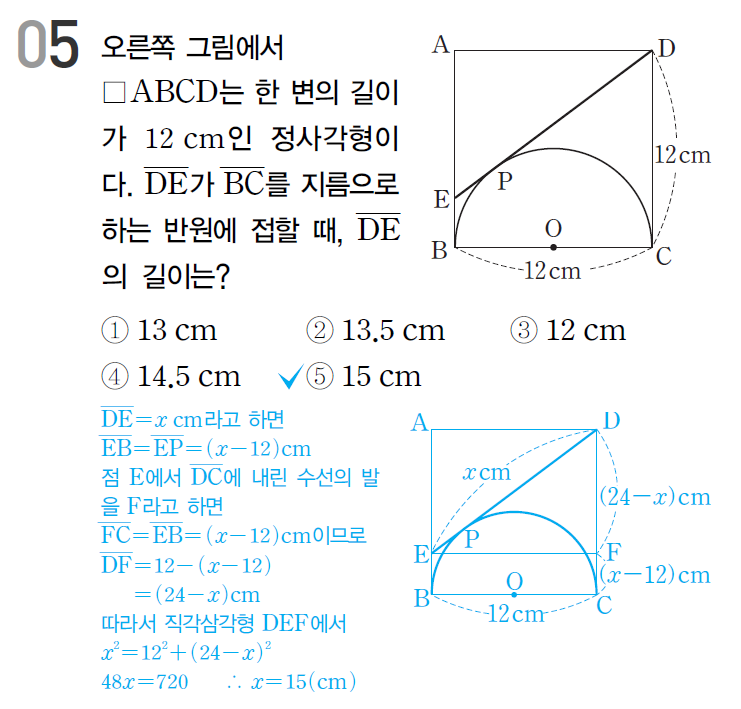 05 오른쪽 그림에서
□ABCD는 한 변의 길이
가 12 cm인 정사각형이
다. DE가 BC를 지름으로
하는 반원에 접할 때, DE
의 길이는?
A
D
12cm
P
E
O
B
C
12cm
① 13 cm ② 13.5 cm ③ 12 cm
④ 14.5 cm ⑤ 15 cm
DE=x cm라고 하면
EB=EP=(x-12)cm
점 E에서 DC에 내린 수선의 발
을 F라고 하면
FC=EB=(x-12)cm이므로
DF=12-(x-12)
=(24-x)cm
따라서 직각삼각형 DEF에서
x²=12²+(24-x)²
48x=720 ∴ x=15(cm)
A
D
x cm
(24-x)cm
P
E
F
(x-12)cm
O
B
C
12cm